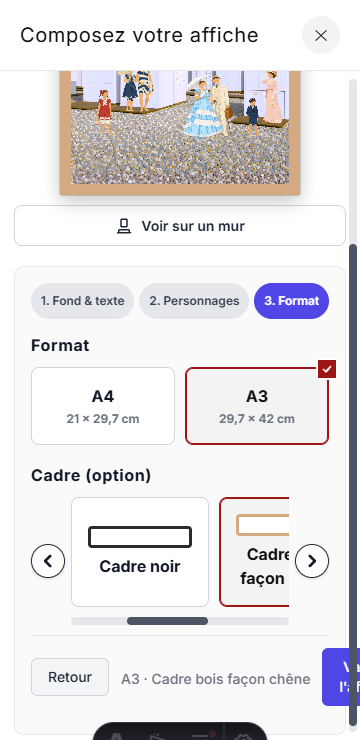 Composez votre affiche
Voir sur un mur
1. Fond & texte
2. Personnages
3. Format
Format
A4
21 × 29,7 cm
A3
29,7 × 42 cm
Cadre (option)
Cadre noir
Cadre
façon
Retour
A3 · Cadre bois façon chêne